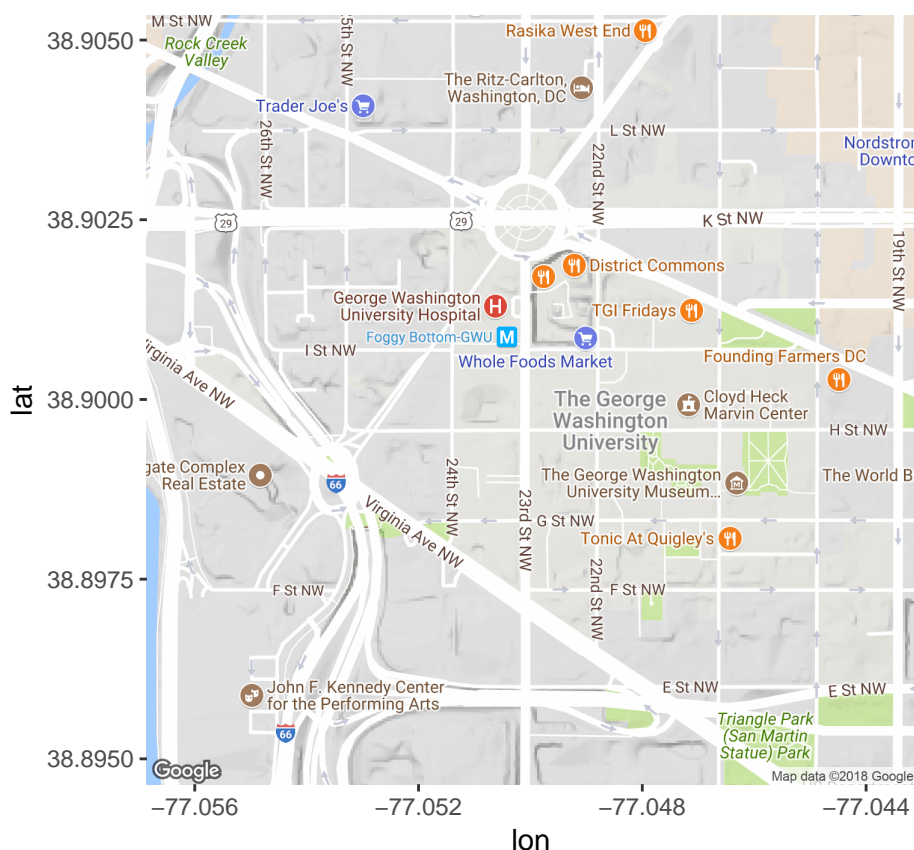 M St NW
Rock Creek
Valley
25th St NW
Rasika West End
The Ritz-Carlton,
Washington, DC
Trader Joe's
26th St NW
L St NW
22nd St NW
Nordstrom
Downto
29
29
K St NW
19th St NW
District Commons
George Washington
University Hospital
H
TGI Fridays
Foggy Bottom-GWU
M
I St NW
Whole Foods Market
Founding Farmers DC
Virginia Ave NW
The George
Washington
University
Cloyd Heck
Marvin Center
H St NW
gate Complex
Real Estate
66
24th St NW
23rd St NW
The George Washington
University Museum...
The World B
Virginia Ave NW
G St NW
Tonic At Quigley's
22nd St NW
F St NW
F St NW
John F. Kennedy Center
for the Performing Arts
66
E St NW
E St NW
Triangle Park
(San Martin
Statue) Park
Google
Map data ©2018 Google
38.9050
38.9025
38.9000
38.8975
38.8950
lat
−77.056
−77.052
−77.048
−77.044
lon